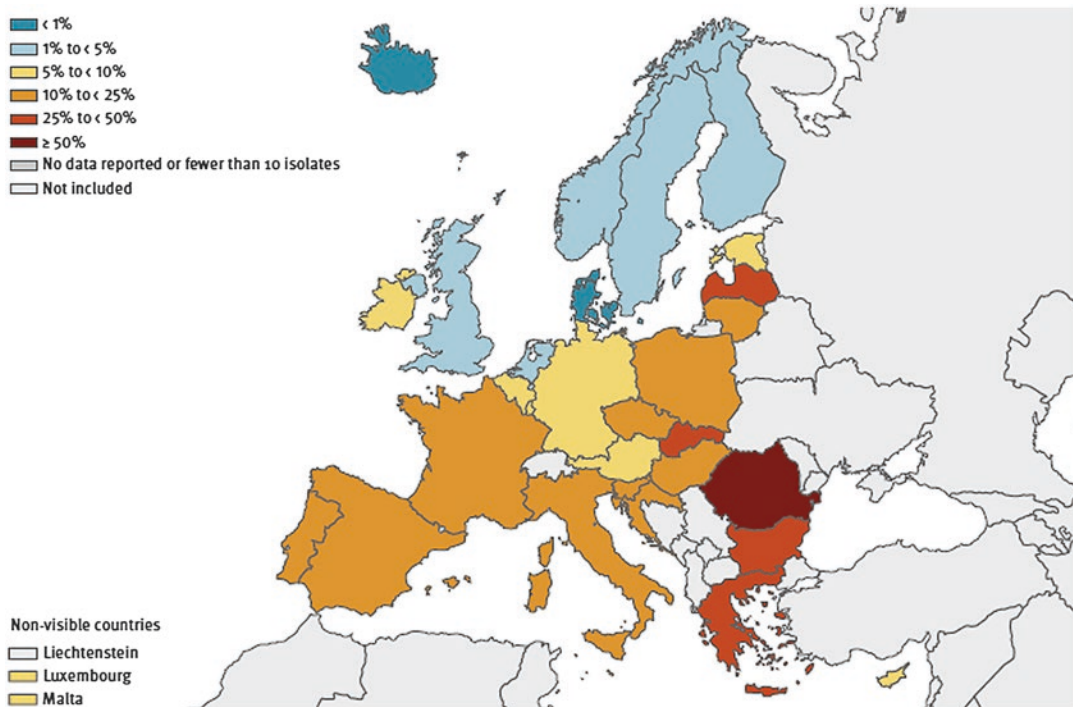 < 1%
1% to < 5%
5% to < 10%
10% to < 25%
25% to < 50%
≥ 50%
No data reported or fewer than 10 isolates
Not included
Non-visible countries
Liechtenstein
Luxembourg
Malta